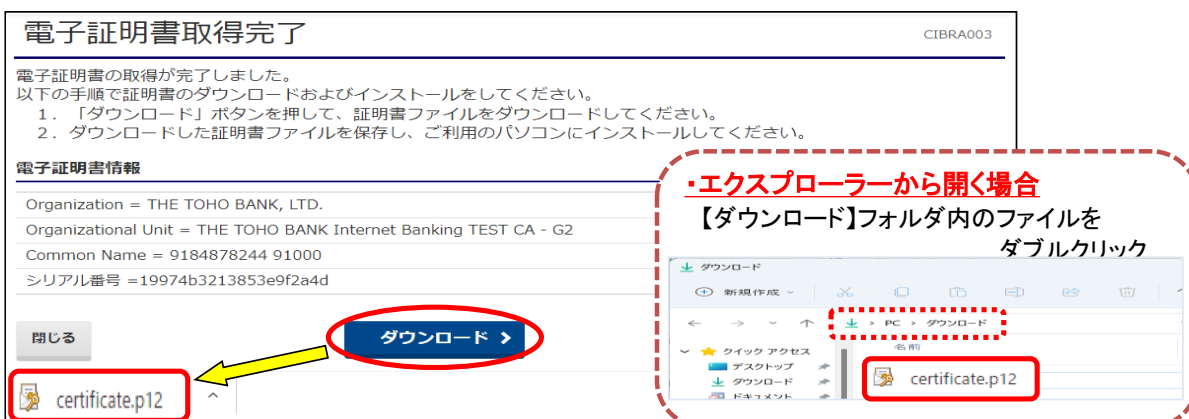 電子証明書取得完了
CIBRA003
電子証明書の取得が完了しました。
以下の手順で証明書のダウンロードおよびインストールをしてください。
1. 「ダウンロード」ボタンを押して、証明書ファイルをダウンロードしてください。
2. ダウンロードした証明書ファイルを保存し、ご利用のパソコンにインストールしてください。
電子証明書情報
Organization = THE TOHO BANK, LTD.
Organizational Unit = THE TOHO BANK Internet Banking TEST CA - G2
Common Name = 9184878244 91000
シリアル番号 =19974b3213853e9f2a4d
閉じる
ダウンロード
certificate.p12
・エクスプローラーから開く場合
【ダウンロード】フォルダ内のファイルを
ダブルクリック
ダウンロード
新規作成
PC > ダウンロード
クイック アクセス
デスクトップ
ダウンロード
ドキュメント
名前
certificate.p12